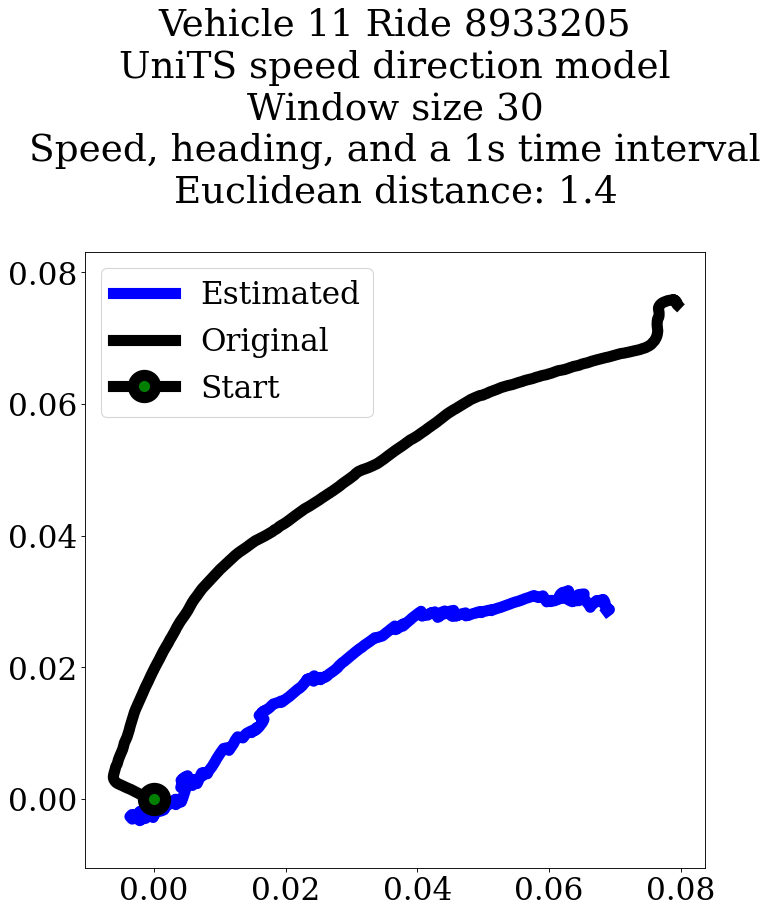 Vehicle 11 Ride 8933205
UniTS speed direction model
Window size 30
Speed, heading, and a 1s time interval
Euclidean distance: 1.4
Estimated
Original
Start
0.08
0.06
0.04
0.02
0.00
0.00 0.02 0.04 0.06 0.08